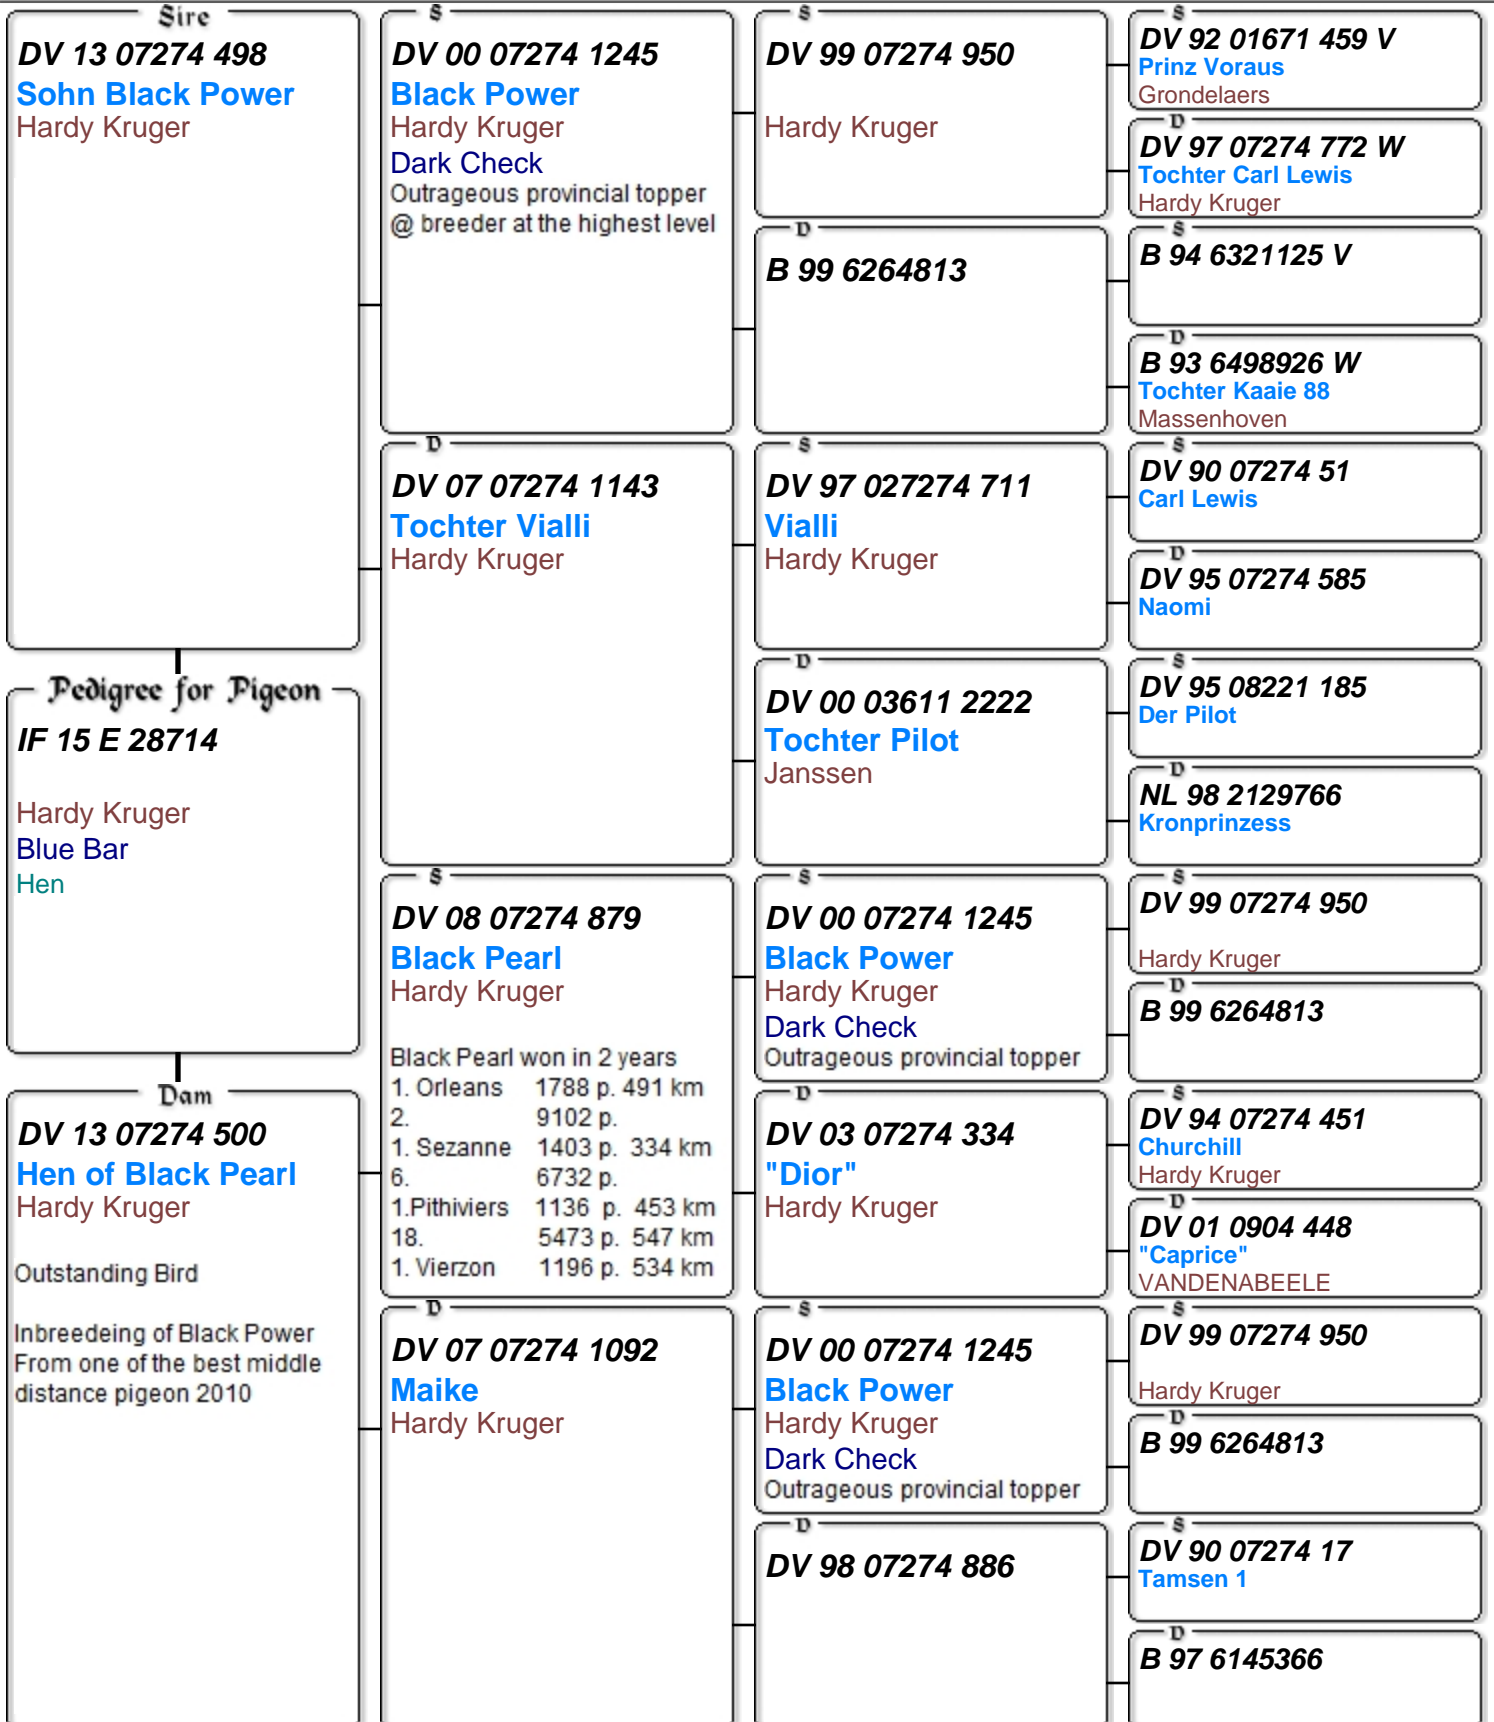 Sire
DV 13 07274 498
Sohn Black Power
Hardy Kruger
Pedigree for Pigeon
IF 15 E 28714
Hardy Kruger
Blue Bar
Hen
Dam
DV 13 07274 500
Hen of Black Pearl
Hardy Kruger
Outstanding Bird
Inbreedeing of Black Power
From one of the best middle
distance pigeon 2010
S
DV 00 07274 1245
Black Power
Hardy Kruger
Dark Check
Outrageous provincial topper
@ breeder at the highest level
D
DV 07 07274 1143
Tochter Vialli
Hardy Kruger
S
DV 08 07274 879
Black Pearl
Hardy Kruger
Black Pearl won in 2 years
1. Orleans 1788 p. 491 km
2. 9102 p.
1. Sezanne 1403 p. 334 km
6. 6732 p.
1.Pithiviers 1136 p. 453 km
18. 5473 p. 547 km
1. Vierzon 1196 p. 534 km
D
DV 07 07274 1092
Maike
Hardy Kruger
S
DV 99 07274 950
Hardy Kruger
D
B 99 6264813
S
DV 97 027274 711
Vialli
Hardy Kruger
D
DV 00 03611 2222
Tochter Pilot
Janssen
S
DV 00 07274 1245
Black Power
Hardy Kruger
Dark Check
Outrageous provincial topper
D
DV 03 07274 334
"Dior"
Hardy Kruger
S
DV 00 07274 1245
Black Power
Hardy Kruger
Dark Check
Outrageous provincial topper
D
DV 98 07274 886
S
DV 92 01671 459 V
Prinz Voraus
Grondelaers
D
DV 97 07274 772 W
Tochter Carl Lewis
Hardy Kruger
S
B 94 6321125 V
D
B 93 6498926 W
Tochter Kaaie 88
Massenhoven
S
DV 90 07274 51
Carl Lewis
D
DV 95 07274 585
Naomi
S
DV 95 08221 185
Der Pilot
D
NL 98 2129766
Kronprinzess
S
DV 99 07274 950
Hardy Kruger
D
B 99 6264813
S
DV 94 07274 451
Churchill
Hardy Kruger
D
DV 01 0904 448
"Caprice"
VANDENABEELE
S
DV 99 07274 950
Hardy Kruger
D
B 99 6264813
S
DV 90 07274 17
Tamsen 1
D
B 97 6145366